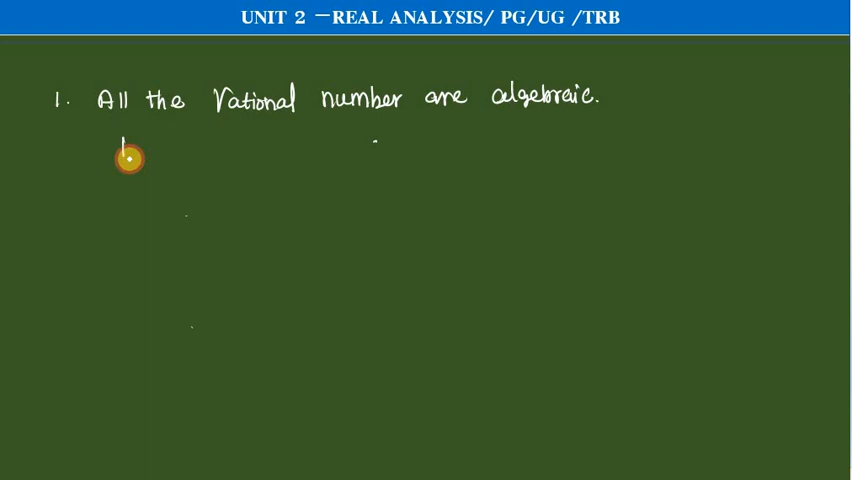 UNIT 2 –REAL ANALYSIS/ PG/UG /TRB
1. All the rational number are algebraic.